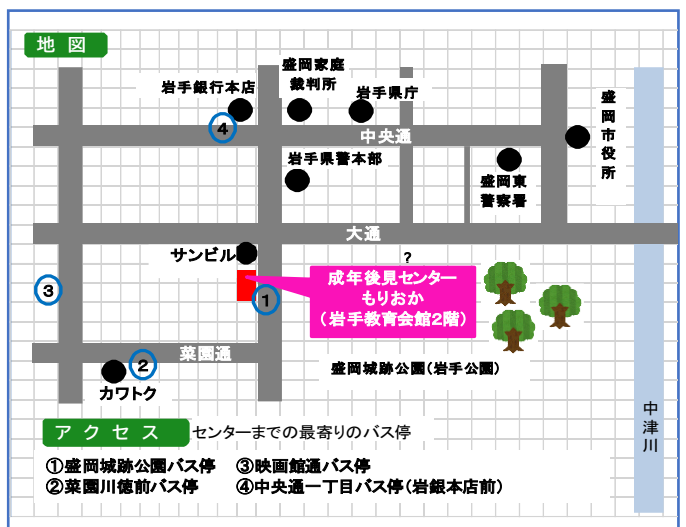 地 図
岩手銀行本店
盛岡家庭
裁判所
岩手県庁
盛岡市役所
④
中央通
岩手県警本部
盛岡東
警察署
大通
サンビル
?
③
①
成年後見センター
もりおか
（岩手教育会館２階）
菜園通
②
盛岡城跡公園（岩手公園）
カワトク
中津川
ア ク セ ス
センターまでの最寄りのバス停
①盛岡城跡公園バス停 ③映画館通バス停
②菜園川徳前バス停 ④中央通一丁目バス停（岩銀本店前）